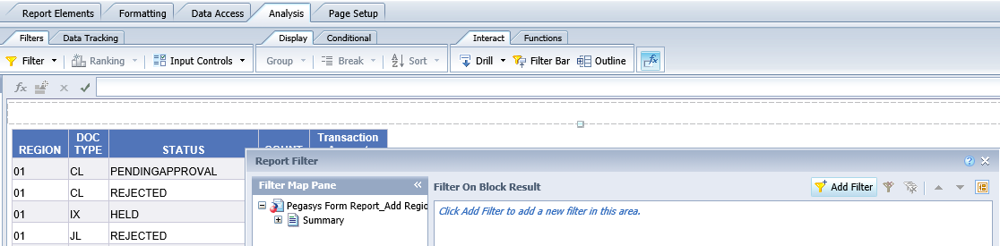 Report Elements Formatting Data Access Analysis Page Setup
Filters Data Tracking Display Conditional Interact Functions
Filter Ranking Input Controls Group Break Sort Drill Filter Bar Outline
REGION DOC TYPE STATUS Transaction
01 CL PENDINGAPPROVAL
01 CL REJECTED
01 IX HELD
01 JL REJECTED
Report Filter
Filter Map Pane
Pegasys Form Report_Add Regio
Summary
Filter On Block Result Add Filter
Click Add Filter to add a new filter in this area.